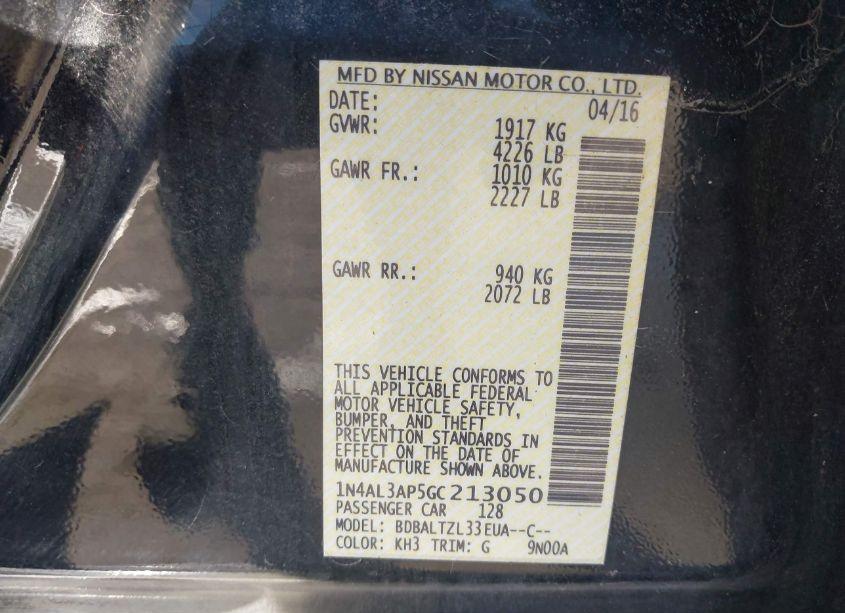 MFD BY NISSAN MOTOR CO., LTD.
DATE: 04/16
GVWR: 1917 KG
4226 LB
GAWR FR.: 1010 KG
2227 LB
GAWR RR.: 940 KG
2072 LB
THIS VEHICLE CONFORMS TO
ALL APPLICABLE FEDERAL
MOTOR VEHICLE SAFETY,
BUMPER, AND THEFT
PREVENTION STANDARDS IN
EFFECT ON THE DATE OF
MANUFACTURE SHOWN ABOVE.
1N4AL3AP5GC213050
PASSENGER CAR 128
MODEL: BDBALTZL33EUA--C--
COLOR: KH3 TRIM: G 9N00A